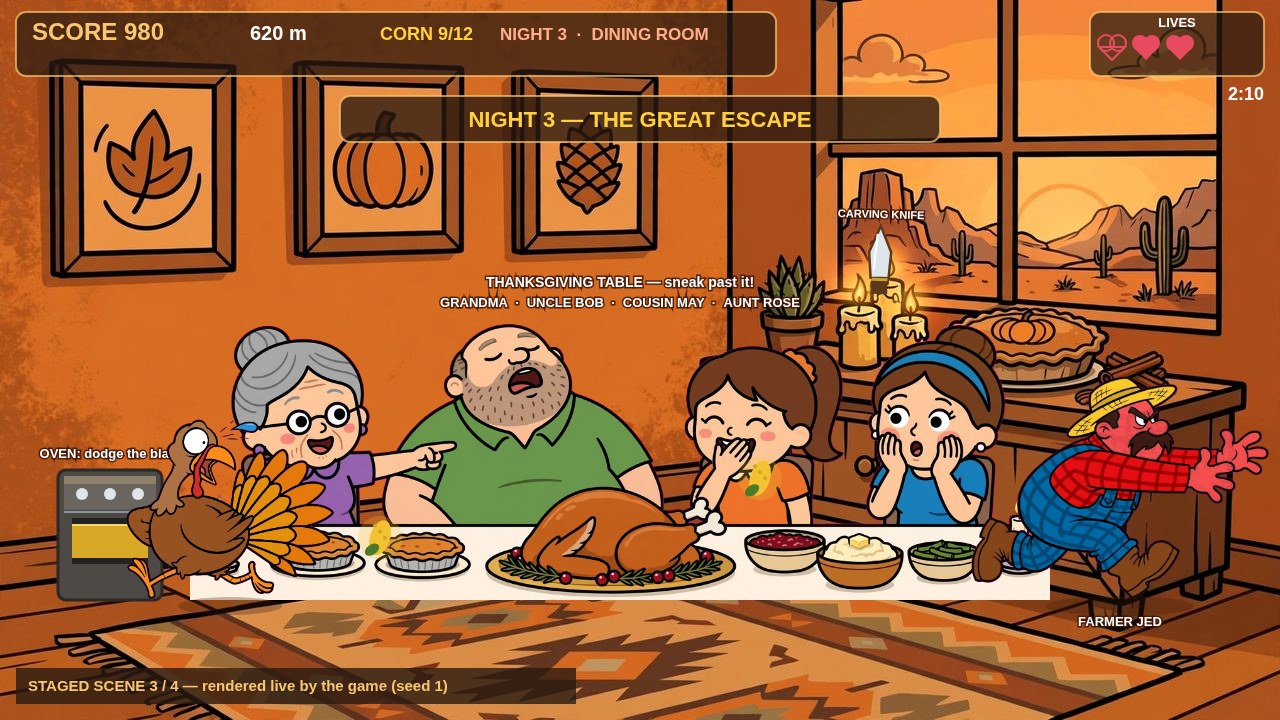 SCORE 980
620 m
CORN 9/12
NIGHT 3 · DINING ROOM
LIVES
2:10
NIGHT 3 — THE GREAT ESCAPE
CARVING KNIFE
THANKSGIVING TABLE — sneak past it!
GRANDMA · UNCLE BOB · COUSIN MAY · AUNT ROSE
OVEN: dodge the bla
FARMER JED
STAGED SCENE 3 / 4 — rendered live by the game (seed 1)